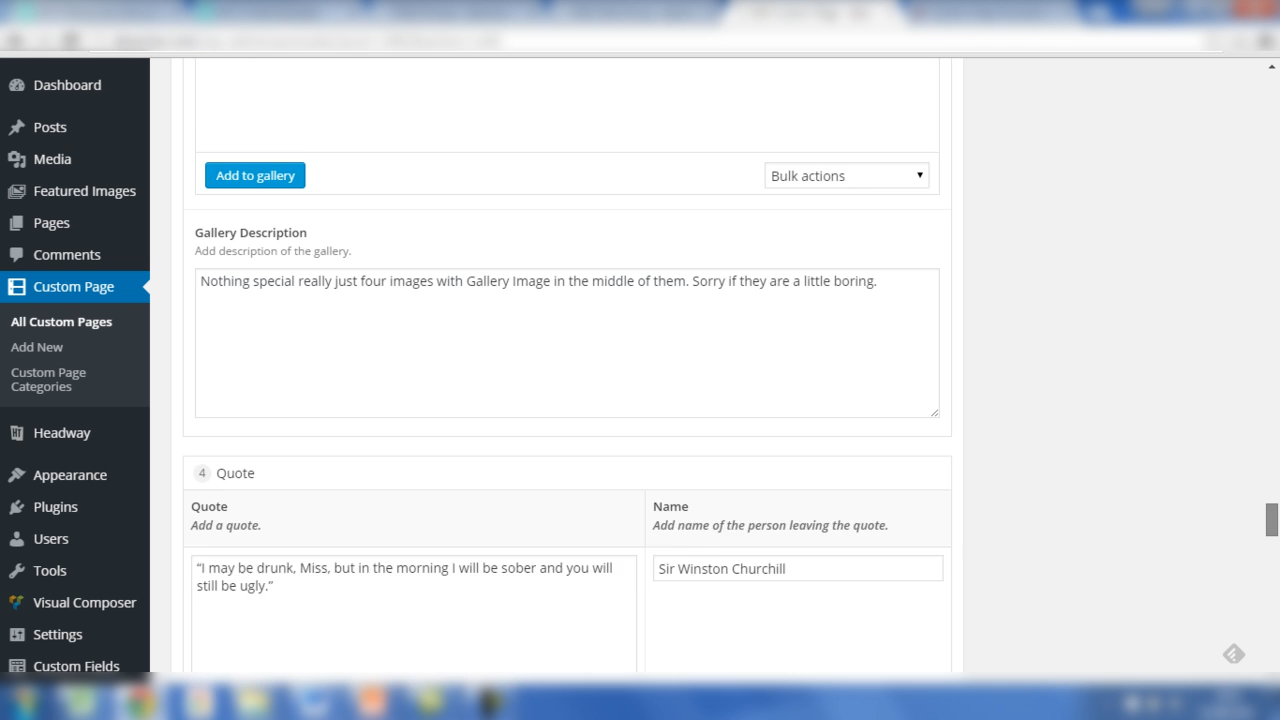 Dashboard
Posts
Media
Featured Images
Pages
Comments
Custom Page
All Custom Pages
Add New
Custom Page
Categories
Headway
Appearance
Plugins
Users
Tools
Visual Composer
Settings
Custom Fields
Add to gallery
Bulk actions
Gallery Description
Add description of the gallery.
Nothing special really just four images with Gallery Image in the middle of them. Sorry if they are a little boring.
4 Quote
Quote
Add a quote.
Name
Add name of the person leaving the quote.
“I may be drunk, Miss, but in the morning I will be sober and you will
still be ugly.”
Sir Winston Churchill